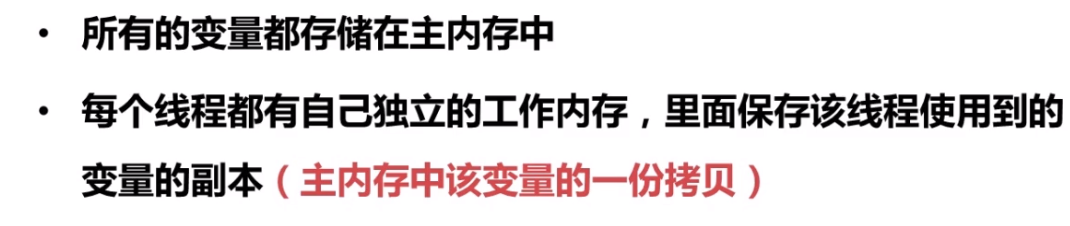 • 所有的变量都存储在主内存中
• 每个线程都有自己独立的工作内存，里面保存该线程使用到的
变量的副本（主内存中该变量的一份拷贝）